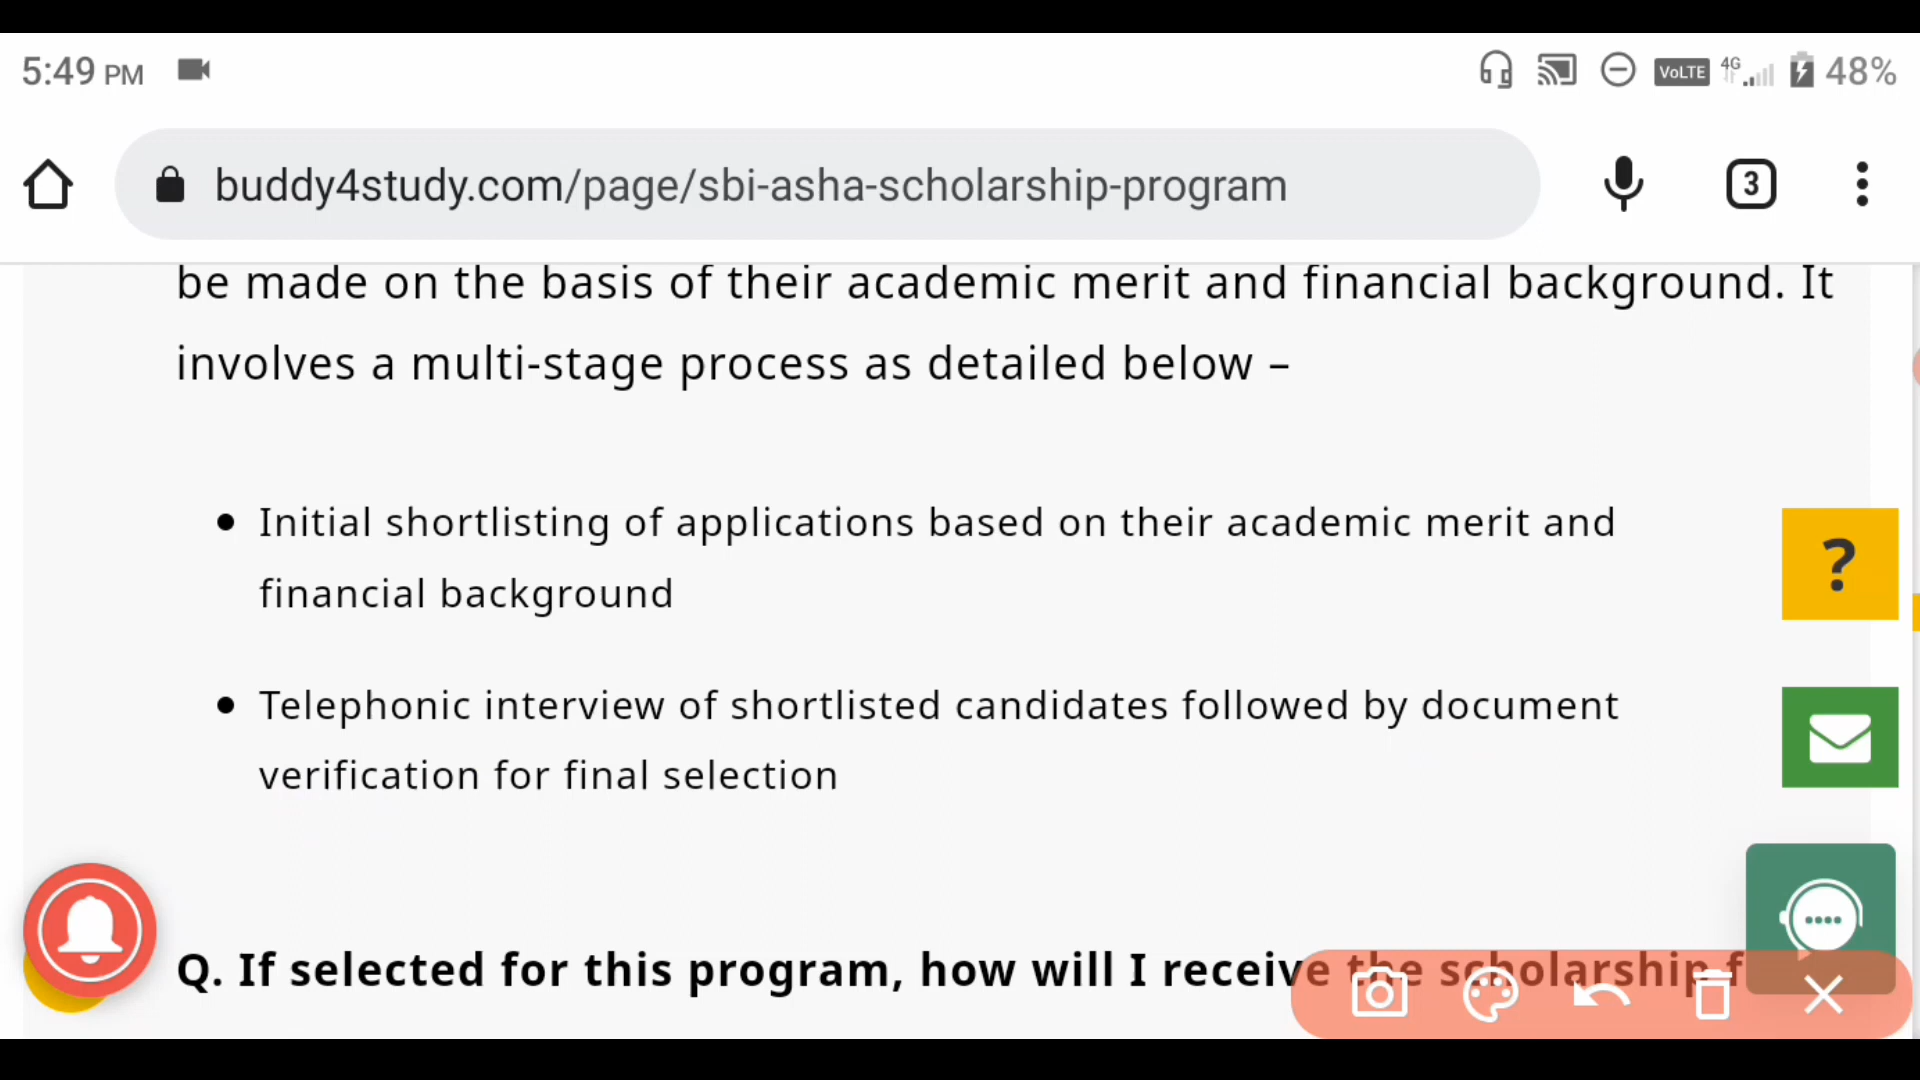 5:49 PM
VoLTE 4G 48%
buddy4study.com/page/sbi-asha-scholarship-program
3
be made on the basis of their academic merit and financial background. It
involves a multi-stage process as detailed below –
• Initial shortlisting of applications based on their academic merit and
financial background
?
• Telephonic interview of shortlisted candidates followed by document
verification for final selection
Q. If selected for this program, how will I receive the scholarship f